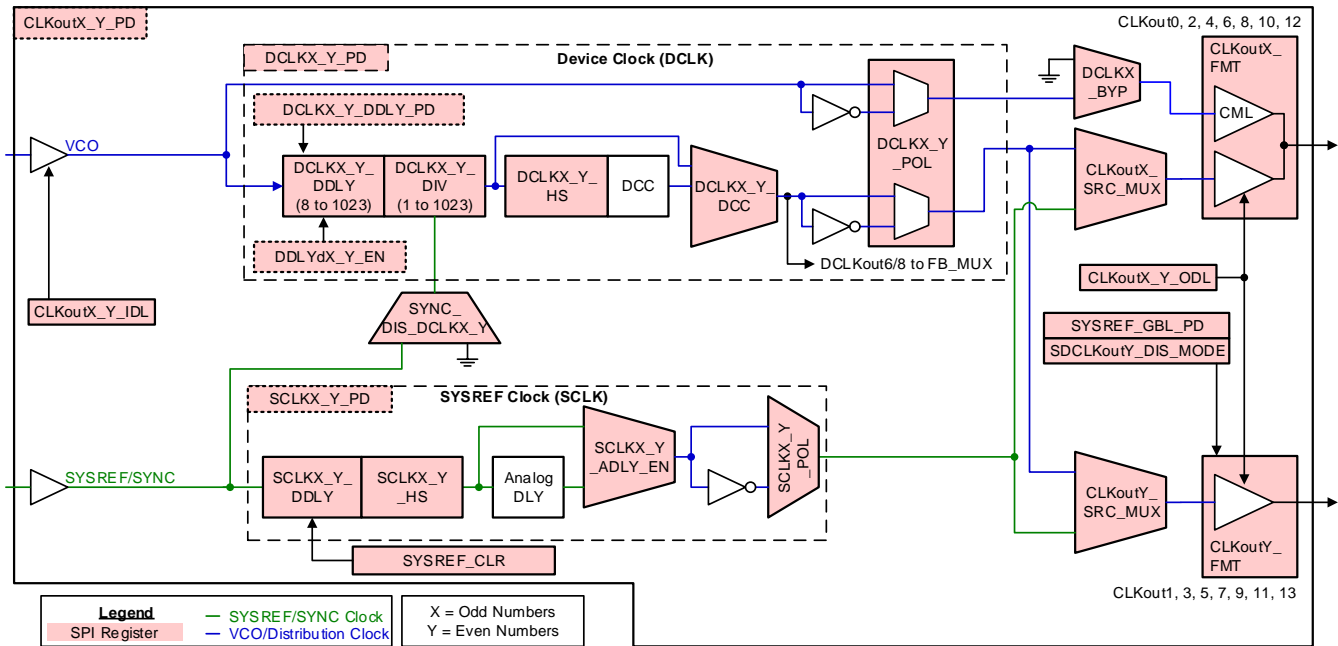 CLKoutX_Y_PD
CLKout0, 2, 4, 6, 8, 10, 12
DCLKX_Y_PD
Device Clock (DCLK)
DCLKX_Y_DDLY_PD
VCO
DCLKX_Y_
DDLY
(8 to 1023)
DCLKX_Y_
DIV
(1 to 1023)
DCLKX_Y_
HS
DCC
DCLKX_Y_
DCC
DCLKX_Y_
POL
DCLKX
_BYP
CLKoutX_
FMT
CML
CLKoutX_
SRC_MUX
DDLYdX_Y_EN
DCLKout6/8 to FB_MUX
CLKoutX_Y_IDL
CLKoutX_Y_ODL
SYNC_
DIS_DCLKX_Y
SYSREF_GBL_PD
SDCLKoutY_DIS_MODE
SCLKX_Y_PD
SYSREF Clock (SCLK)
SYSREF/SYNC
SCLKX_Y_
DDLY
SCLKX_Y
_HS
Analog
DLY
SCLKX_Y
_ADLY_EN
SCLKX_Y
_POL
CLKoutY_
SRC_MUX
CLKoutY_
FMT
SYSREF_CLR
CLKout1, 3, 5, 7, 9, 11, 13
Legend
SPI Register
SYSREF/SYNC Clock
VCO/Distribution Clock
X = Odd Numbers
Y = Even Numbers